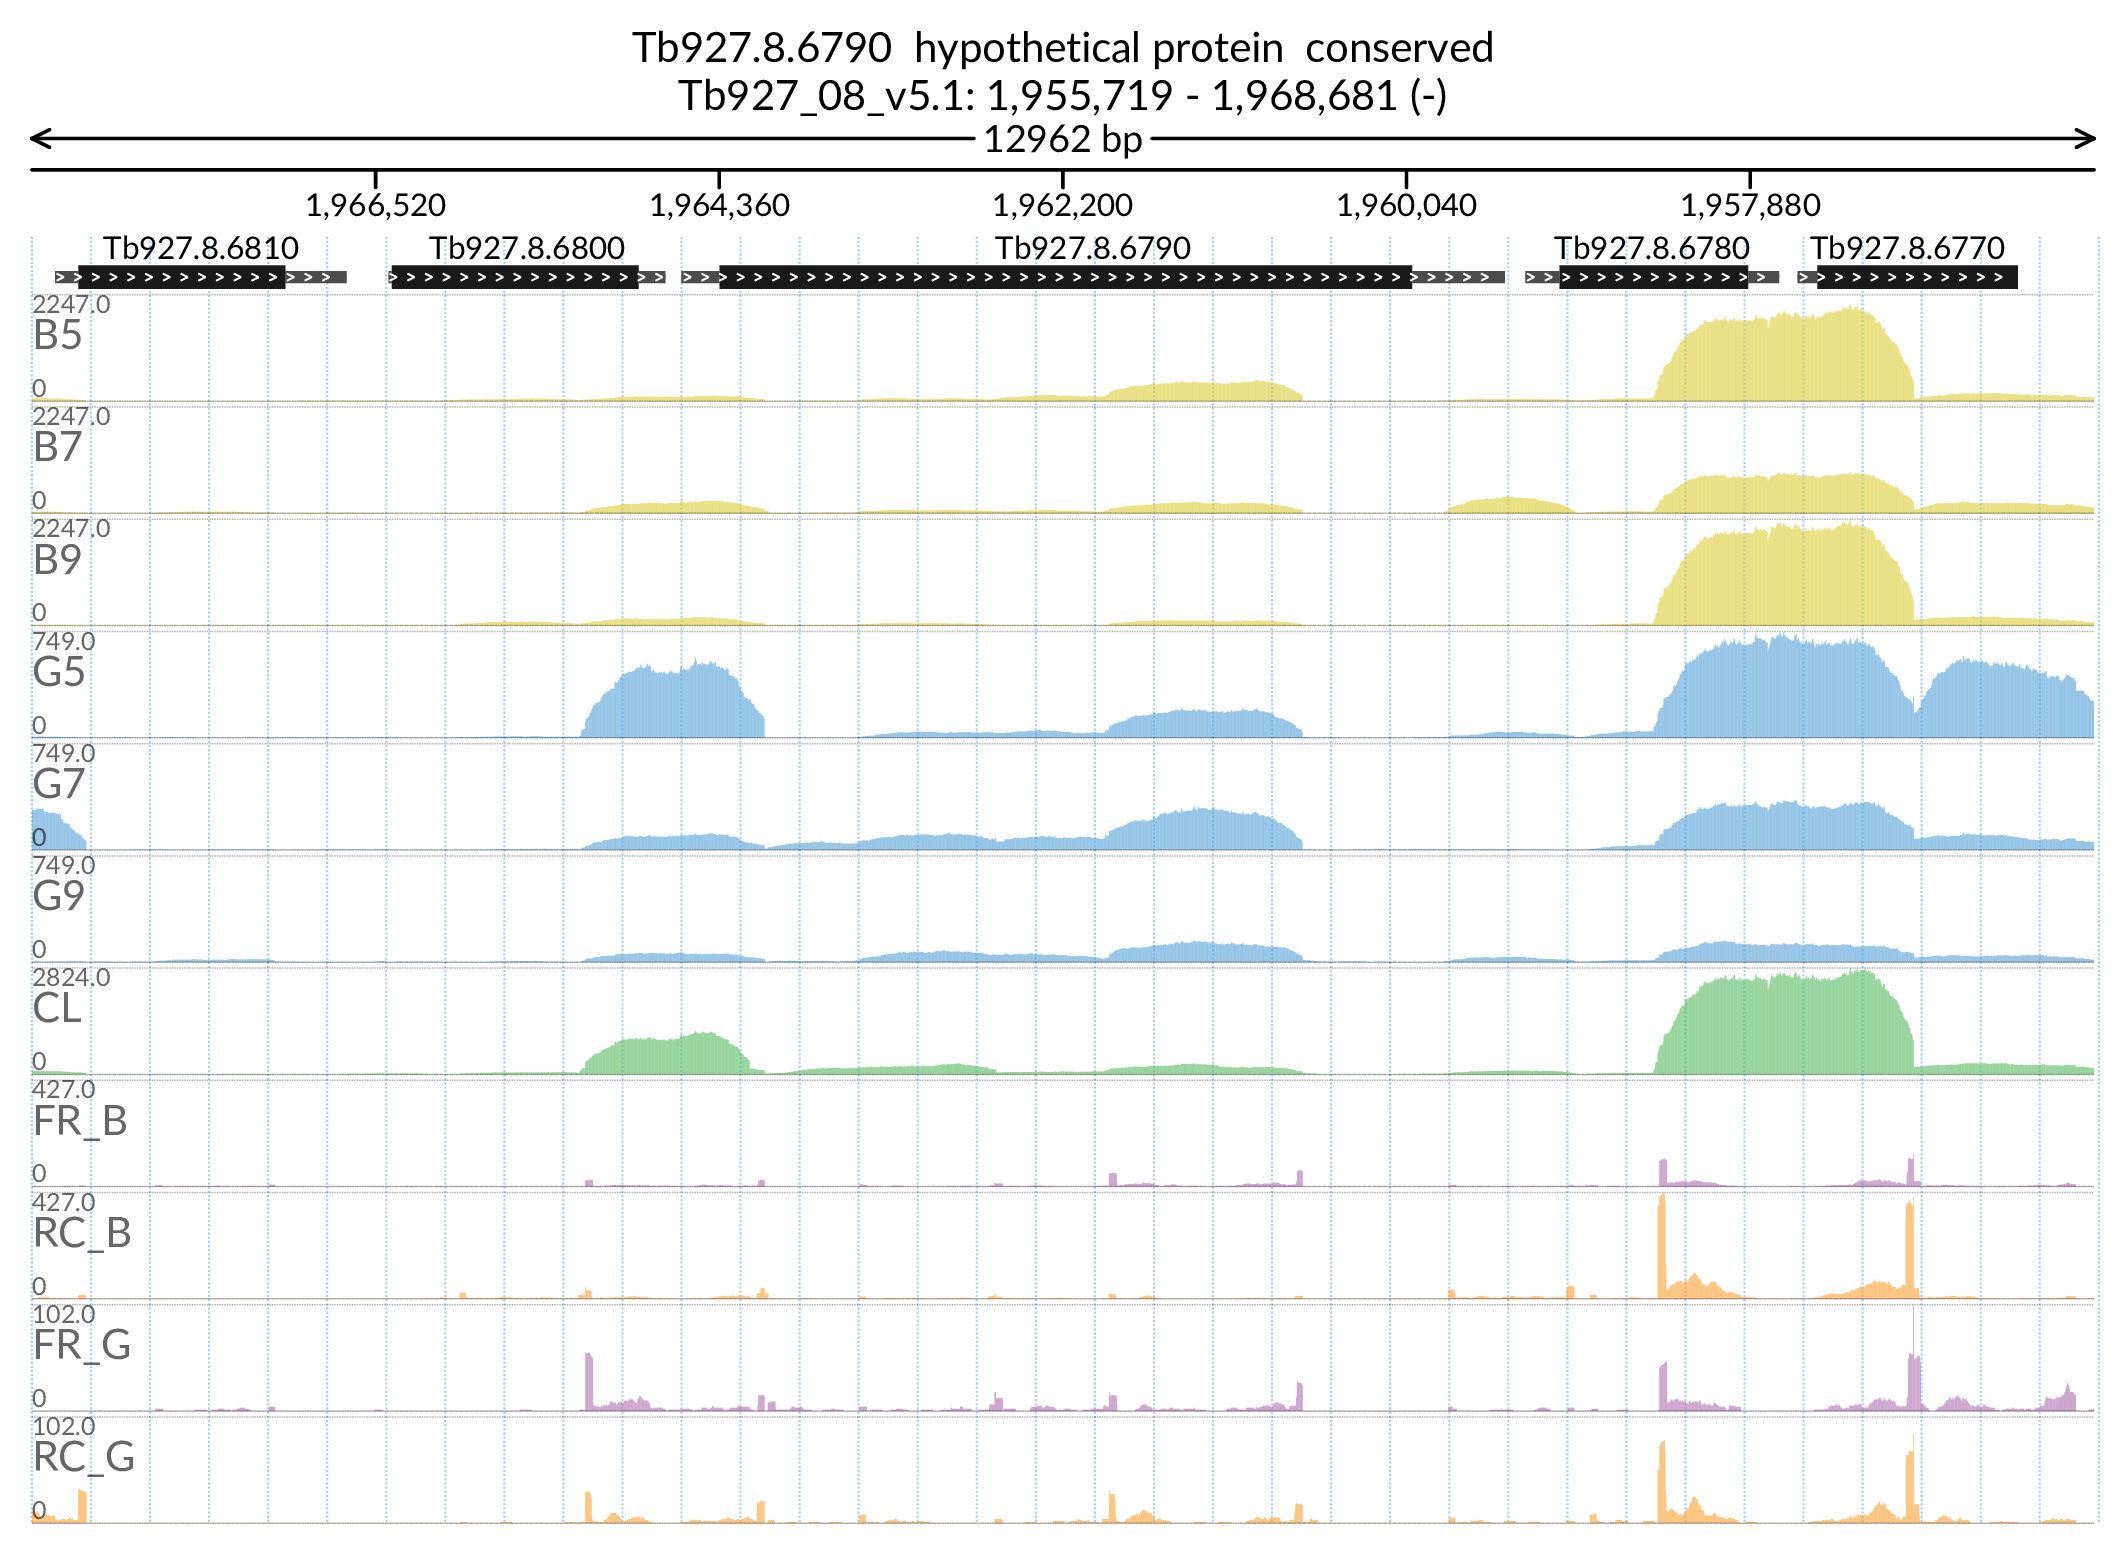 Tb927.8.6790  hypothetical protein  conserved
Tb927_08_v5.1: 1,955,719 - 1,968,681 (-)
12962 bp
1,966,520 1,964,360 1,962,200 1,960,040 1,957,880
Tb927.8.6810 Tb927.8.6800 Tb927.8.6790 Tb927.8.6780 Tb927.8.6770
2247.0
B5
0
2247.0
B7
0
2247.0
B9
0
749.0
G5
0
749.0
G7
0
749.0
G9
0
2824.0
CL
0
427.0
FR_B
0
427.0
RC_B
0
102.0
FR_G
0
102.0
RC_G
0